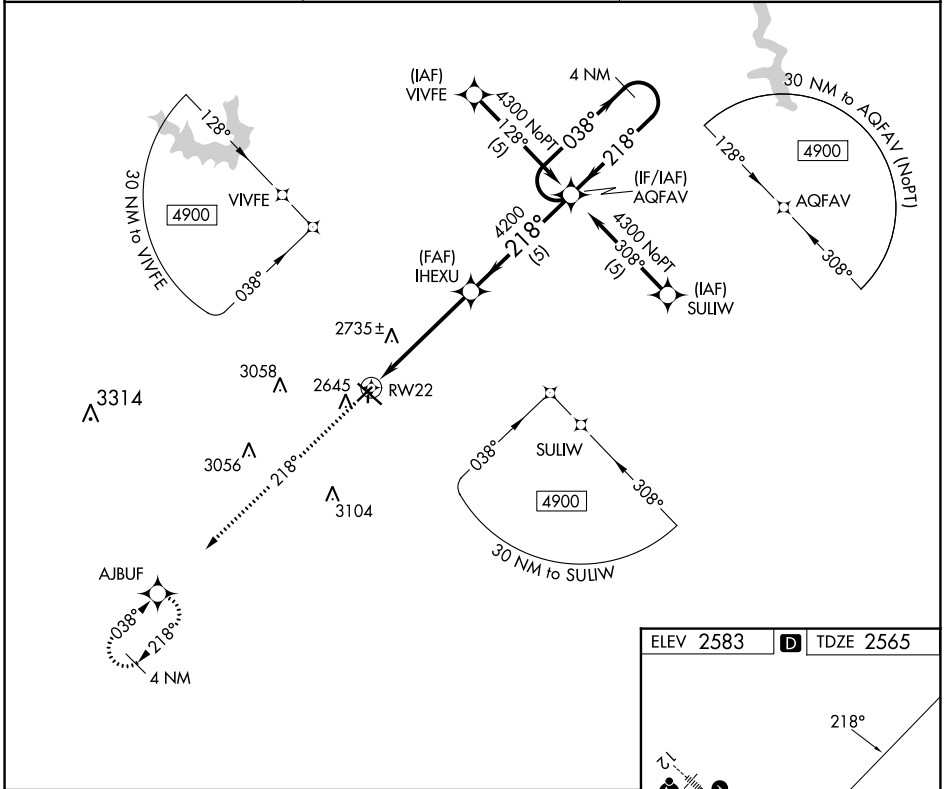 (IAF)
VIVFE
4 NM
30 NM to AQFAV (NoPT)
4300 NoPT
128°
(5)
038°
218°
128°
30 NM to VIVFE
4900
VIVFE
038°
128°
4900
AQFAV
308°
(IF/IAF)
AQFAV
4200
218°
(5)
4300 NoPT
308°
(5)
(FAF)
IHEXU
(IAF)
SULIW
2735±
3058
2645
RW22
3314
3056
218°
3104
038°
SULIW
4900
308°
30 NM to SULIW
AJBUF
038°
218°
4 NM
ELEV 2583
D
TDZE 2565
218°
12